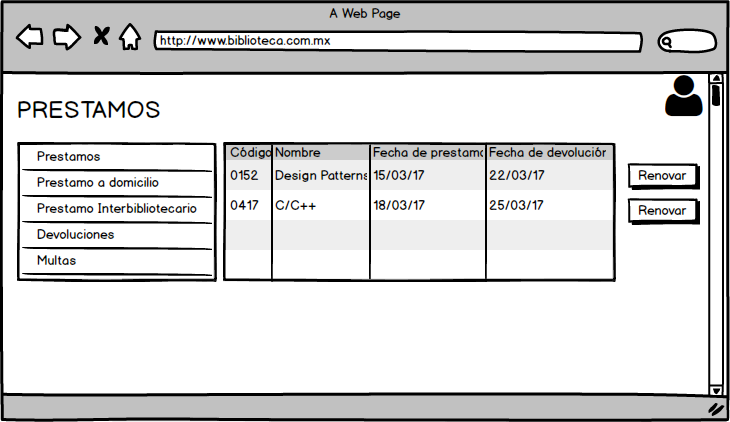 A Web Page
http://www.biblioteca.com.mx
PRESTAMOS
Prestamos
Prestamo a domicilio
Prestamo Interbibliotecario
Devoluciones
Multas
Código Nombre Fecha de prestamo Fecha de devolución
0152 Design Patterns 15/03/17 22/03/17 Renovar
0417 C/C++ 18/03/17 25/03/17 Renovar